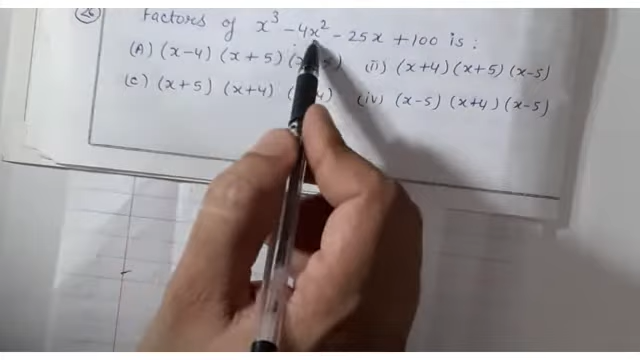 (26) Factors of x³ - 4x² - 25x + 100 is :
(A) (x-4) (x+5) (ii) (x+4) (x+5) (x-5)
(C) (x+5) (x+4) (iv) (x-5) (x+4) (x-5)